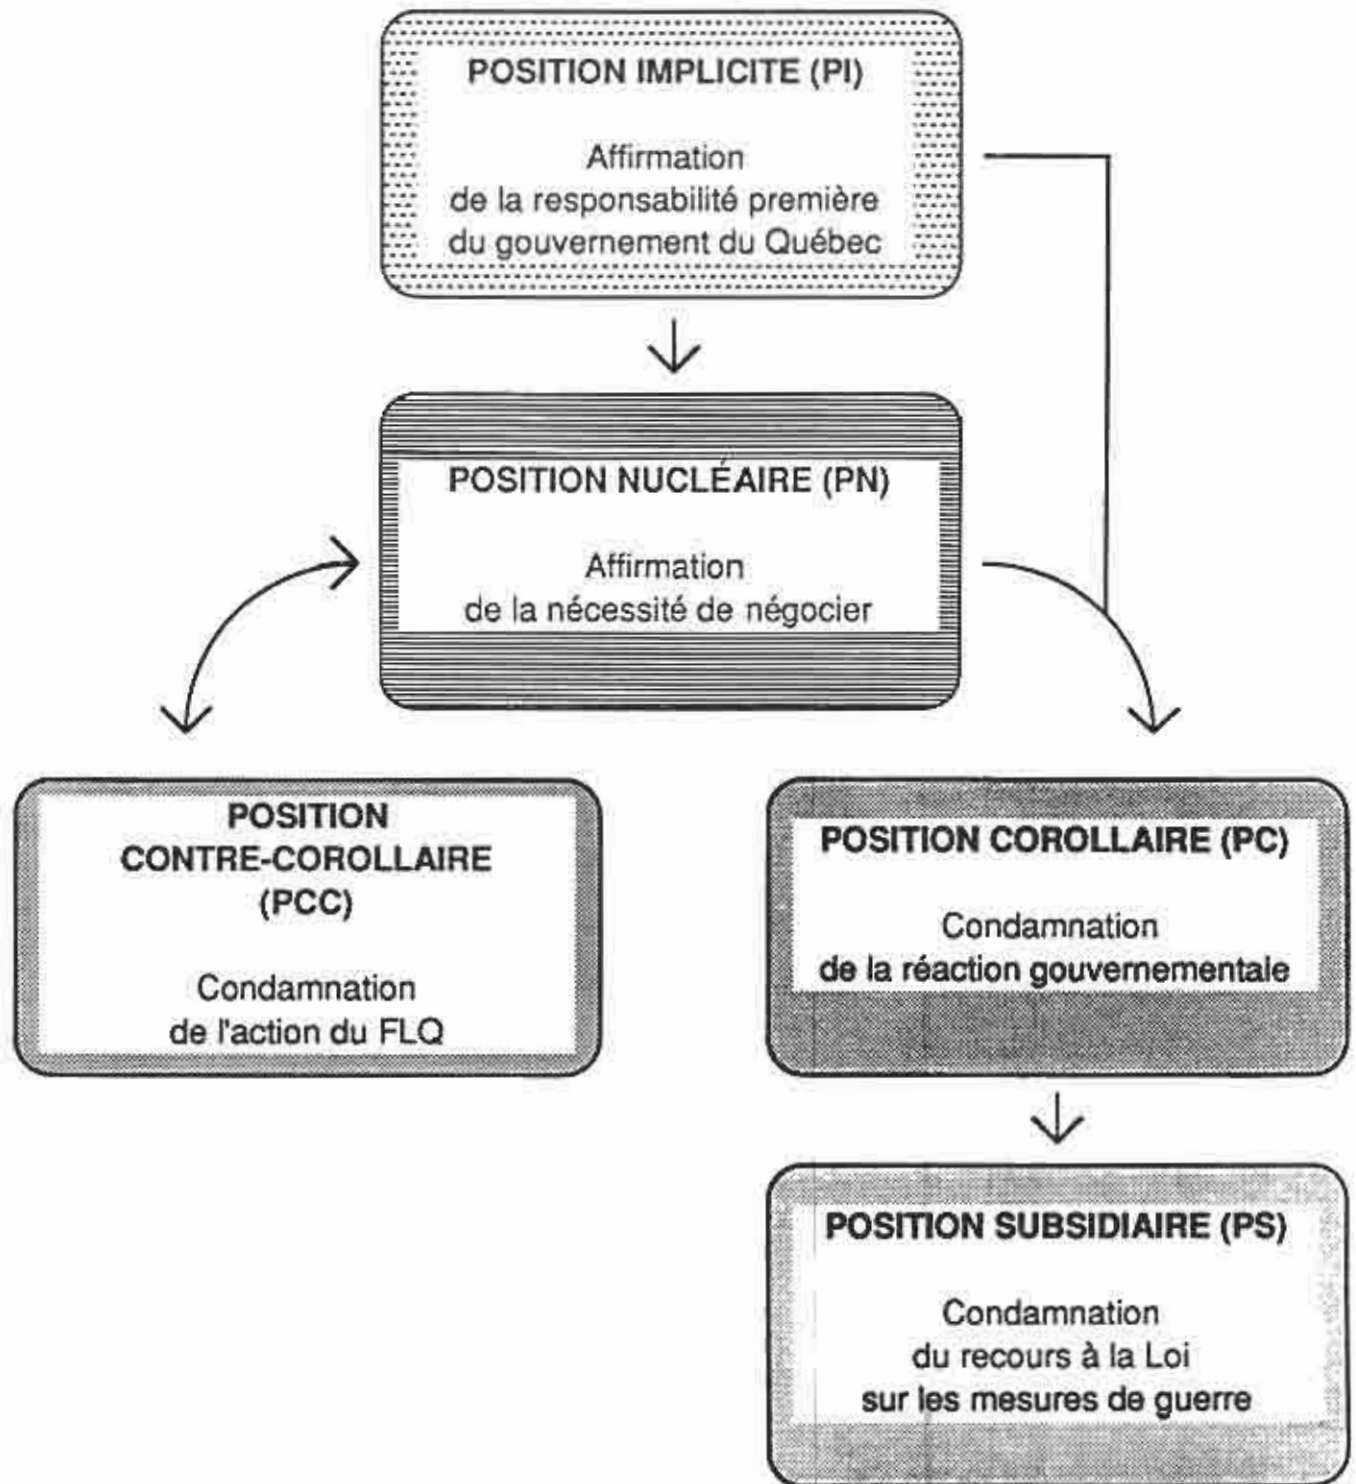 POSITION IMPLICITE (PI)
Affirmation
de la responsabilité première
du gouvernement du Québec
POSITION NUCLÉAIRE (PN)
Affirmation
de la nécessité de négocier
POSITION
CONTRE-COROLLAIRE
(PCC)
Condamnation
de l'action du FLQ
POSITION COROLLAIRE (PC)
Condamnation
de la réaction gouvernementale
POSITION SUBSIDIAIRE (PS)
Condamnation
du recours à la Loi
sur les mesures de guerre